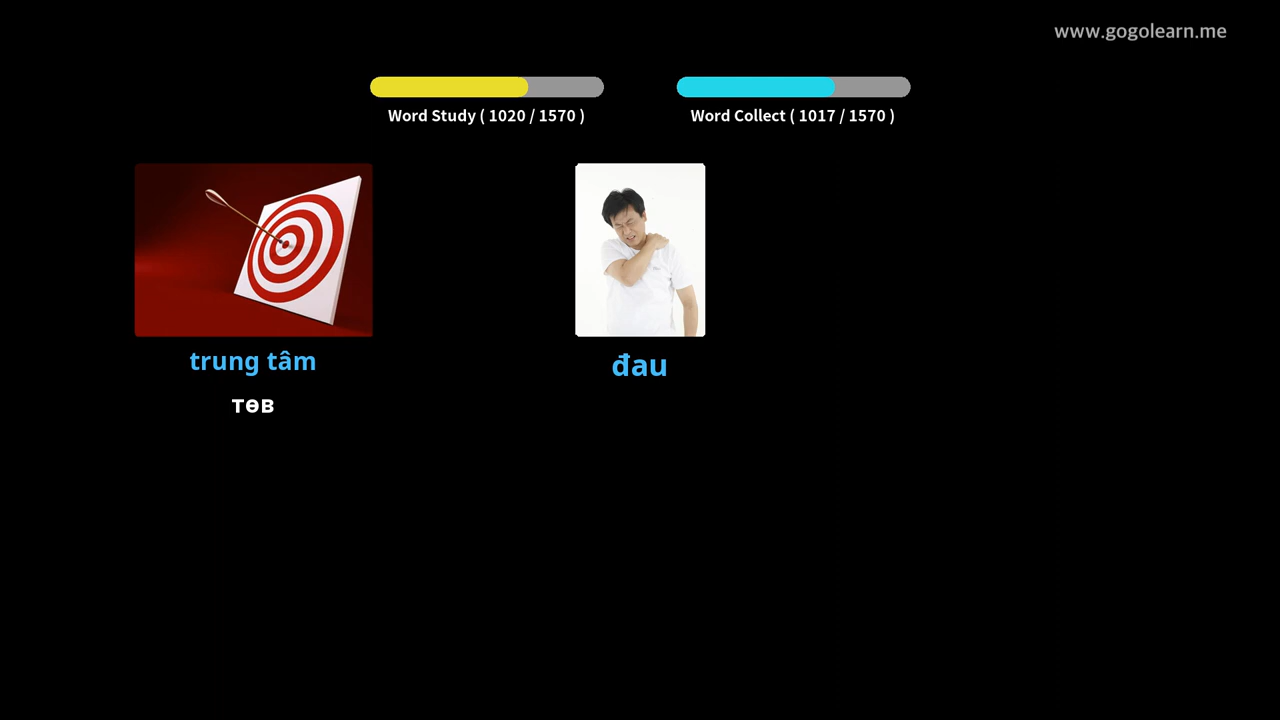 www.gogolearn.me
Word Study ( 1020 / 1570 )
Word Collect ( 1017 / 1570 )
trung tâm
төв
đau